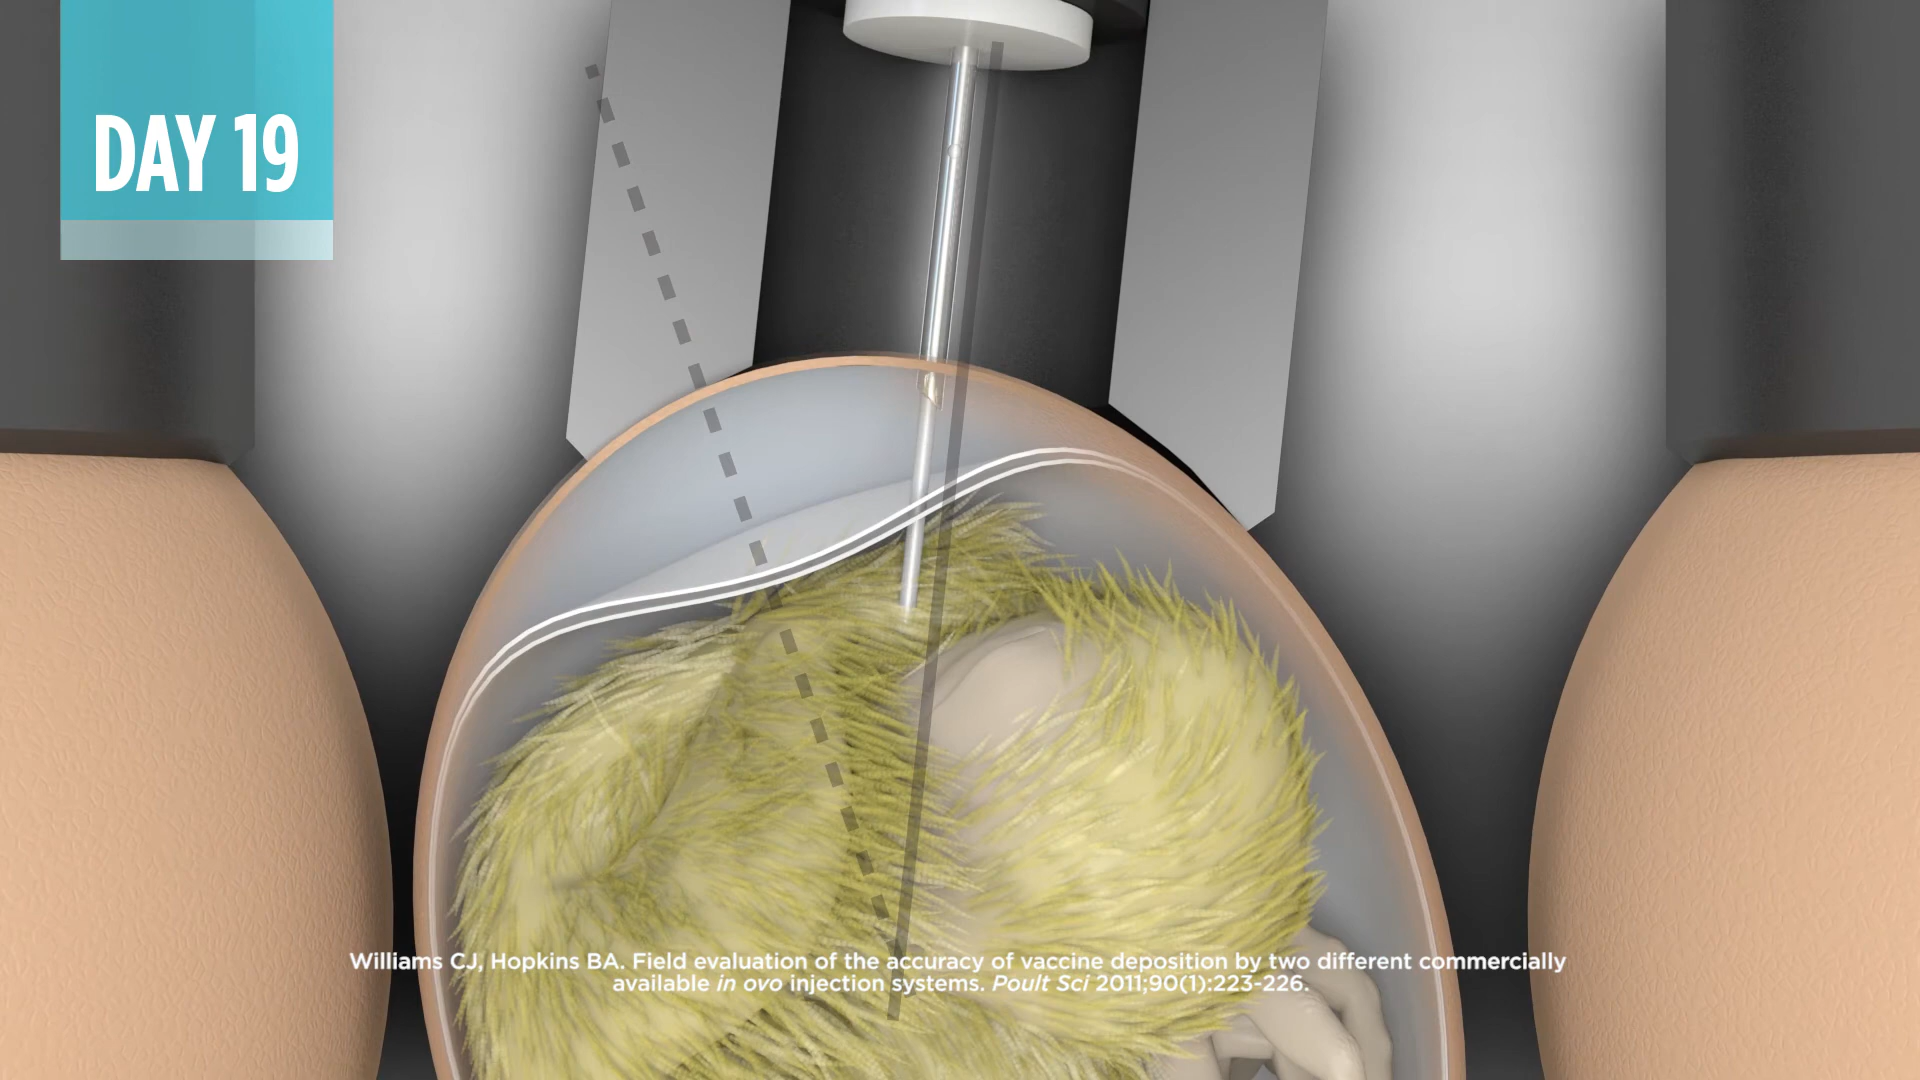 DAY 19
Williams CJ, Hopkins BA. Field evaluation of the accuracy of vaccine deposition by two different commercially
available in ovo injection systems. Poult Sci 2011;90(1):223-226.